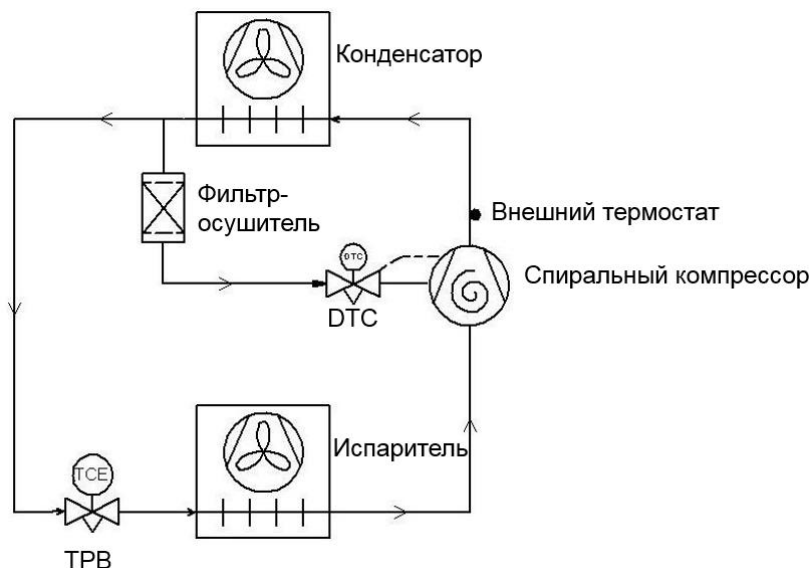 Конденсатор
Фильтр-
осушитель
Внешний термостат
DTC
Спиральный компрессор
DTC
Испаритель
TCE
ТРВ